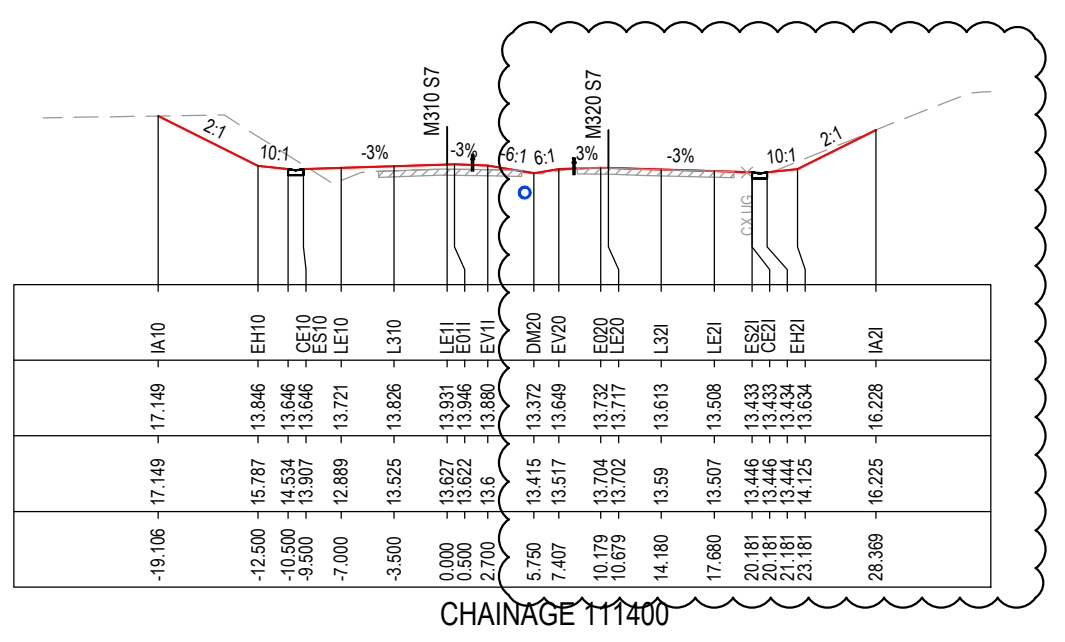 M310 S7
M320 S7
2:1
10:1
-3%
-3%
-6:1
6:1
3%
-3%
10:1
2:1
CX UG
IA10 EH10 CE10 ES10 LE10 L310 LE1I E01I EV1I DM20 EV20 E020 LE20 L32I LE2I ES2I CE2I EH2I IA2I
17.149 13.846 13.646 13.646 13.721 13.826 13.931 13.946 13.880 13.372 13.649 13.732 13.717 13.613 13.508 13.433 13.433 13.434 13.634 16.228
17.149 15.787 14.534 13.907 12.889 13.525 13.627 13.622 13.6 13.415 13.517 13.704 13.702 13.59 13.507 13.446 13.446 13.444 14.125 16.225
-19.106 -12.500 -10.500 -9.500 -7.000 -3.500 0.000 0.500 2.700 5.750 7.407 10.179 10.679 14.180 17.680 20.181 20.181 21.181 23.181 28.369
CHAINAGE 111400